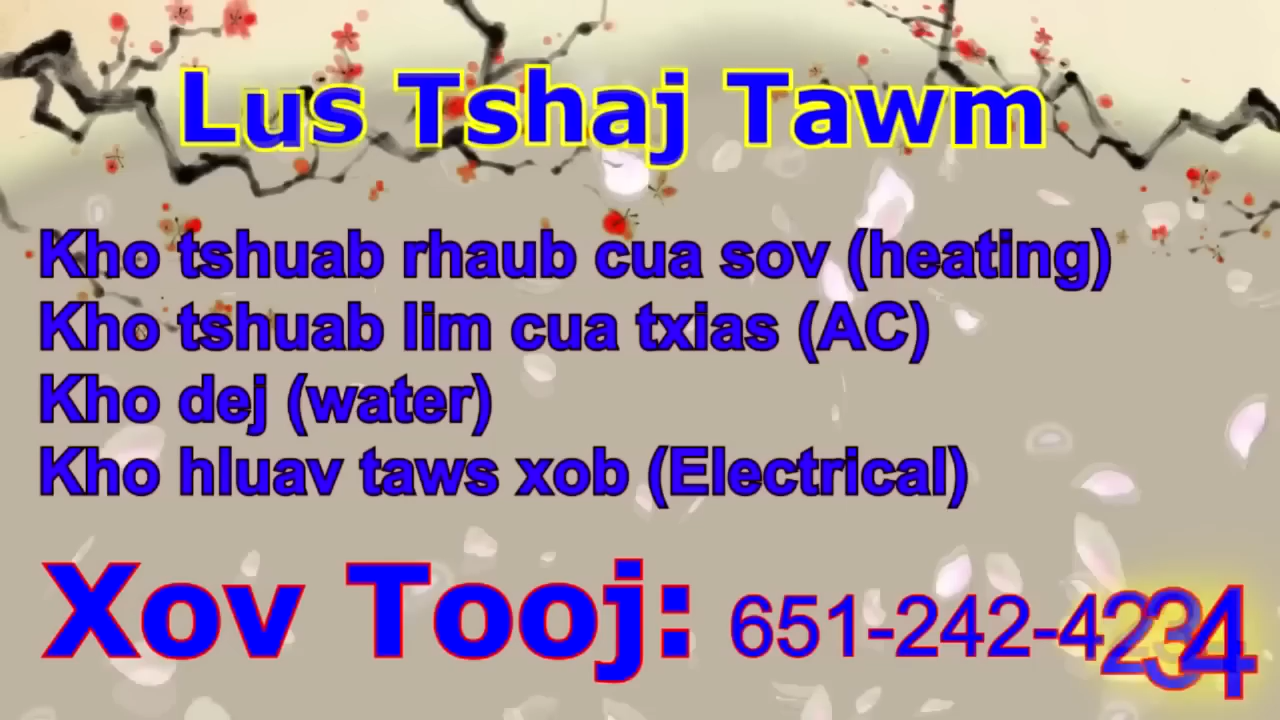 Lus Tshaj Tawm
Kho tshuab rhaub cua sov (heating)
Kho tshuab lim cua txias (AC)
Kho dej (water)
Kho hluav taws xob (Electrical)
Xov Tooj: 651-242-4234